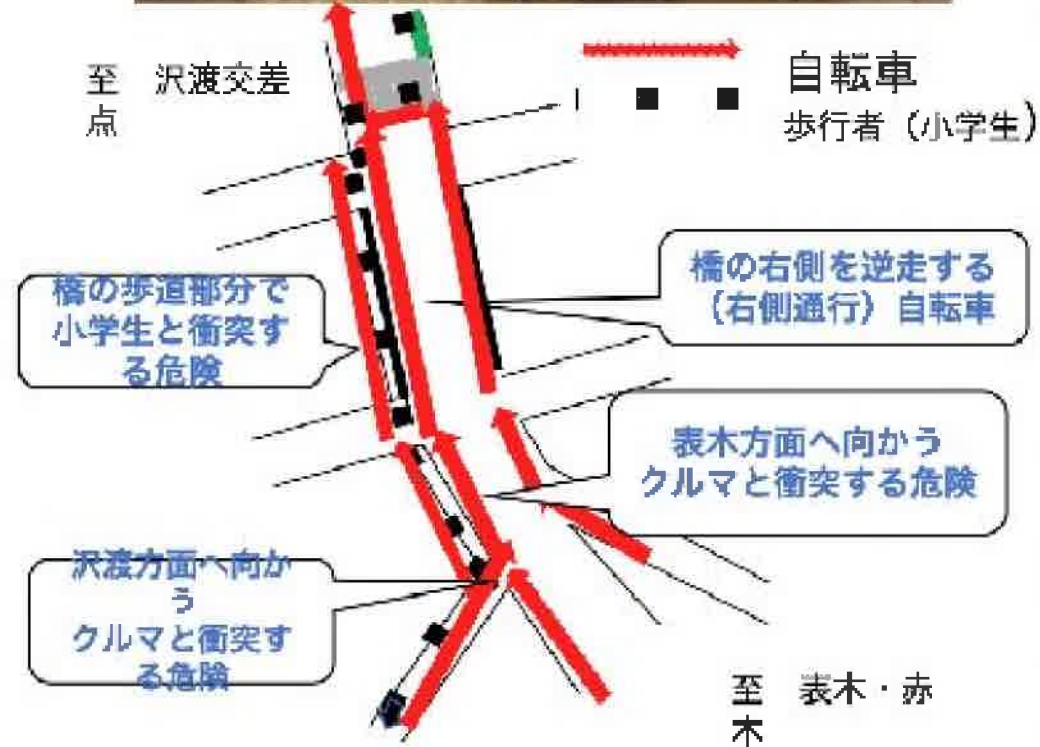 至 沢渡交差
点
自転車
歩行者（小学生）
橋の歩道部分で
小学生と衝突す
る危険
橋の右側を逆走する
（右側通行）自転車
表木方面へ向かう
クルマと衝突する危険
沢渡方面へ向か
う
クルマと衝突す
る危険
至 表木・赤
木